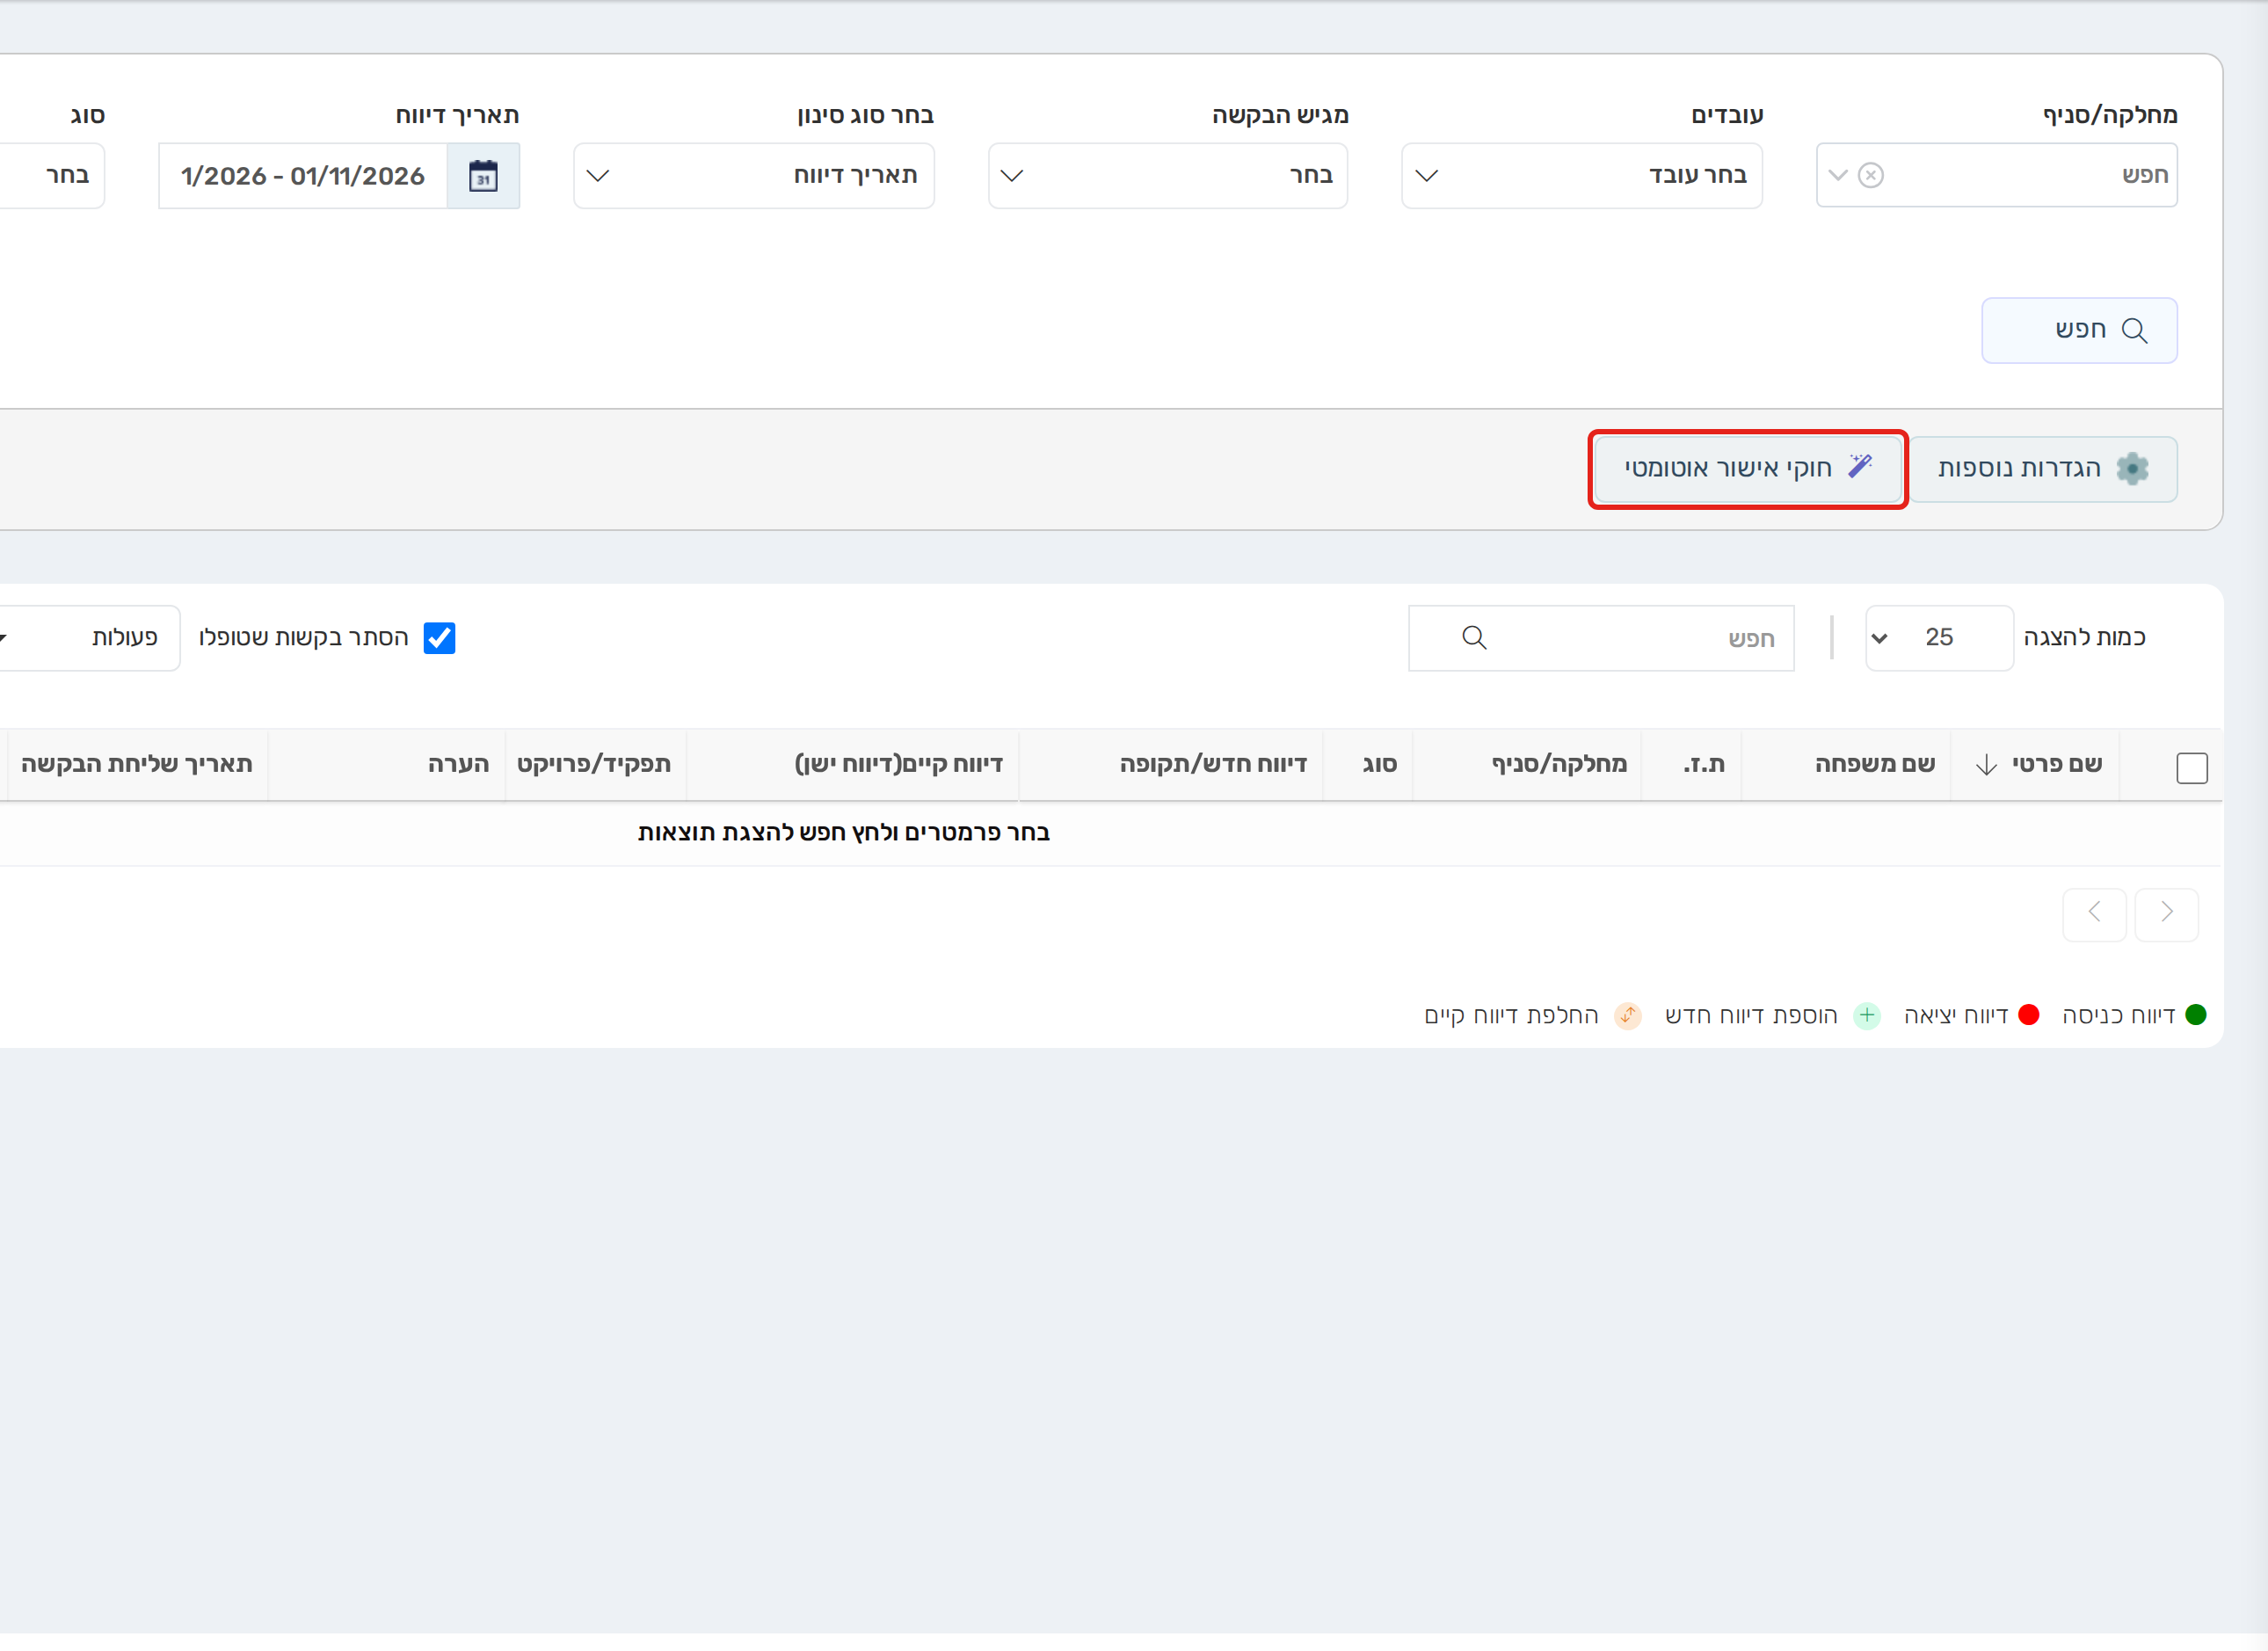 מחלקה/סניף עובדים מגיש הבקשה בחר סוג סינון תאריך דיווח סוג
חפש בחר עובד בחר תאריך דיווח 31 1/2026 - 01/11/2026 בחר
חפש
הגדרות נוספות חוקי אישור אוטומטי
כמות להצגה 25 חפש הסתר בקשות שטופלו פעולות
שם פרטי שם משפחה ת.ז. מחלקה/סניף סוג דיווח חדש/תקופה דיווח קיים(דיווח ישן) תפקיד/פרויקט הערה תאריך שליחת הבקשה
בחר פרמטרים ולחץ חפש להצגת תוצאות
דיווח כניסה דיווח יציאה הוספת דיווח חדש החלפת דיווח קיים